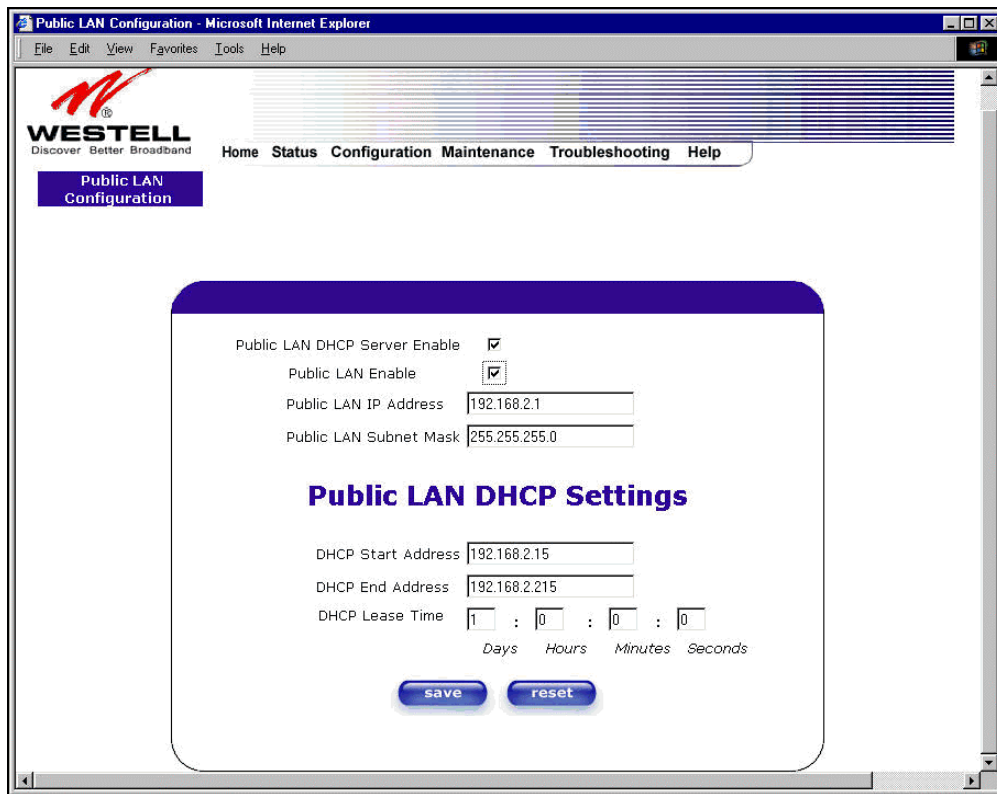 Public LAN Configuration - Microsoft Internet Explorer
File Edit View Favorites Tools Help
®
WESTELL
Discover Better Broadband
Home Status Configuration Maintenance Troubleshooting Help
Public LAN
Configuration
Public LAN DHCP Server Enable
Public LAN Enable
Public LAN IP Address 192.168.2.1
Public LAN Subnet Mask 255.255.255.0
Public LAN DHCP Settings
DHCP Start Address 192.168.2.15
DHCP End Address 192.168.2.215
DHCP Lease Time 1 : 0 : 0 : 0
Days Hours Minutes Seconds
save reset